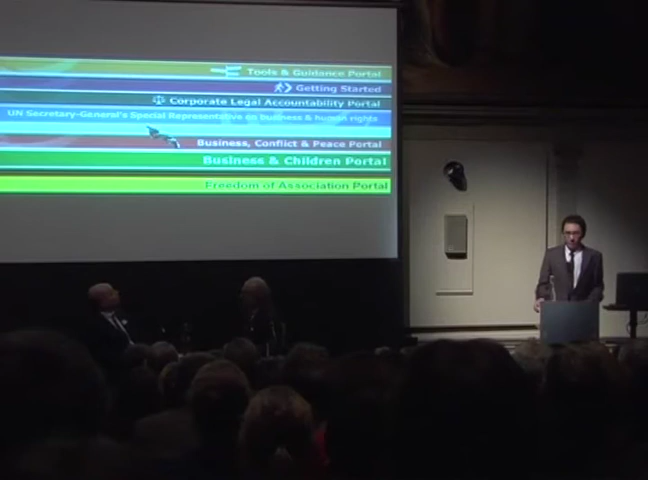 Tools & Guidance Portal
Getting Started
Corporate Legal Accountability Portal
UN Secretary-General's Special Representative on business & human rights
Business, Conflict & Peace Portal
Business & Children Portal
Freedom of Association Portal